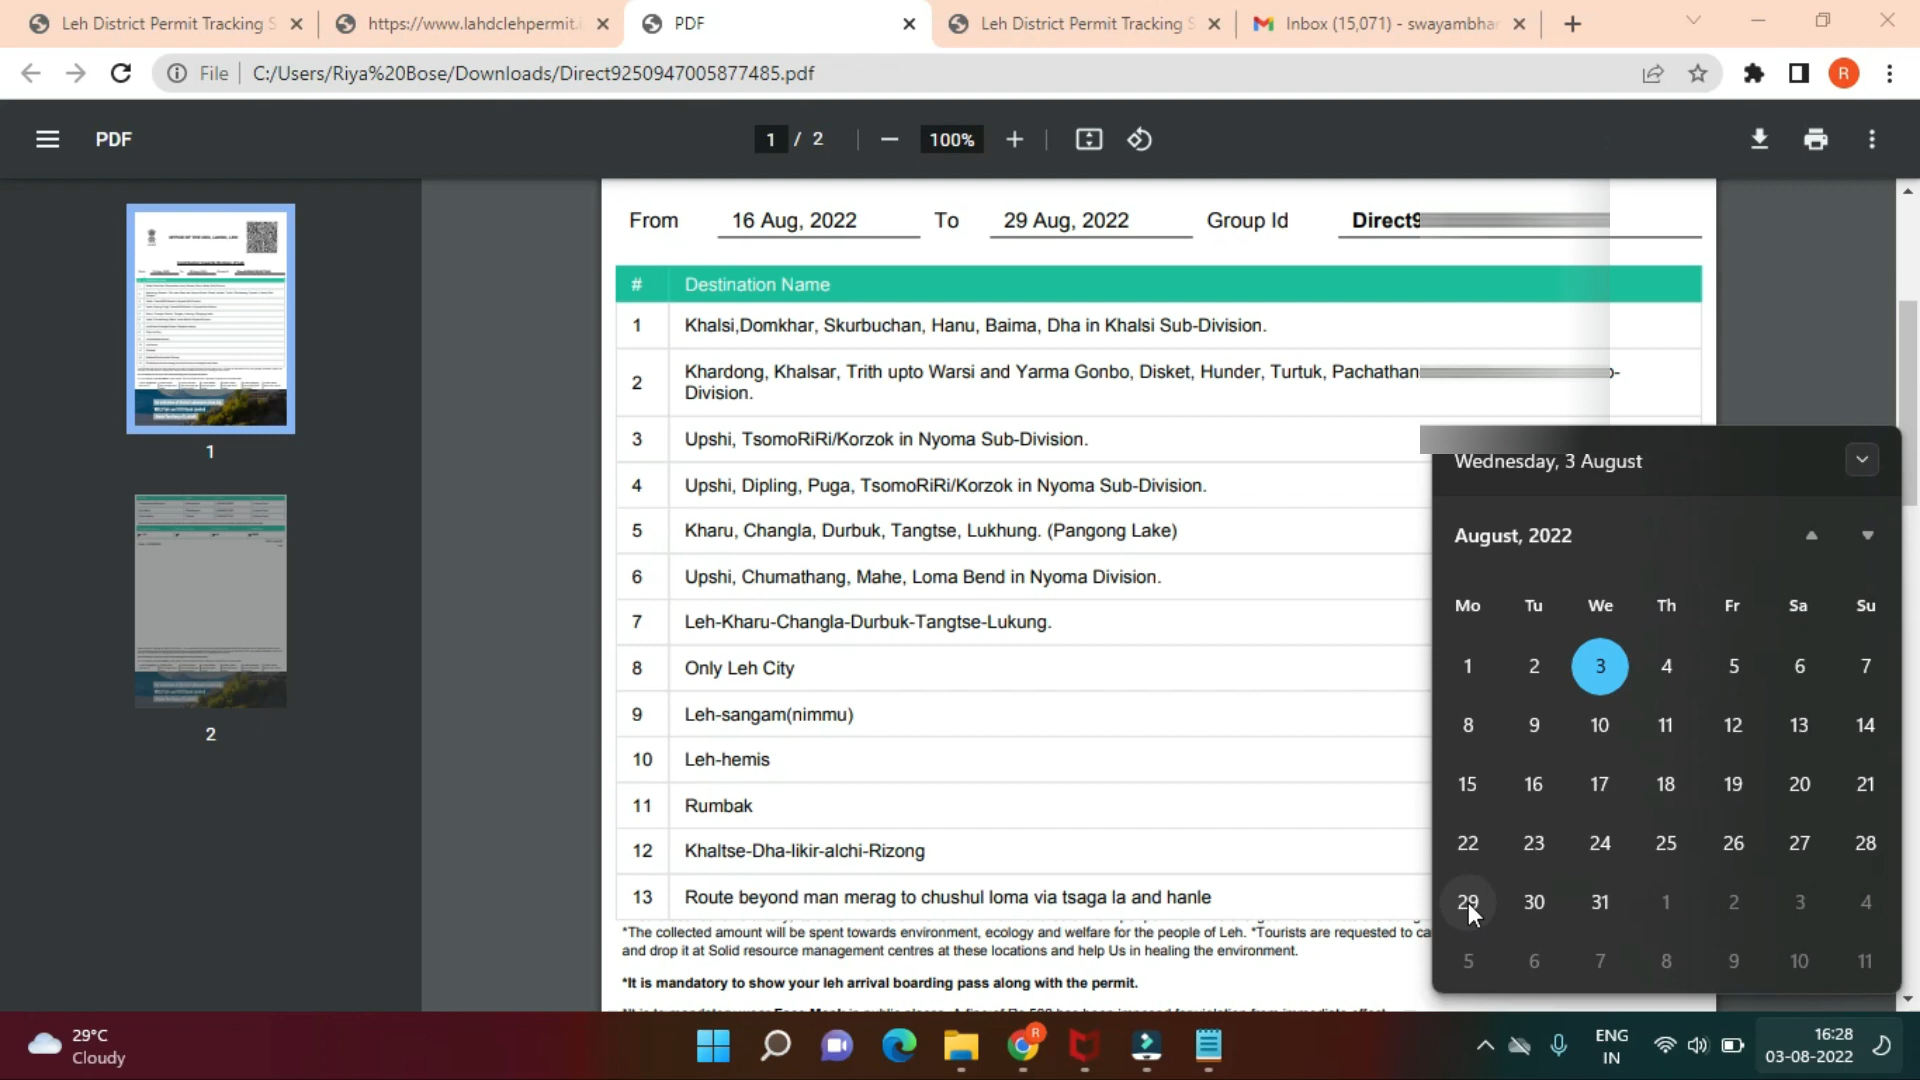 Leh District Permit Tracking S
https://www.lahdclehpermit.i
PDF
Leh District Permit Tracking S
Inbox (15,071) - swayambhar
File
C:/Users/Riya%20Bose/Downloads/Direct9250947005877485.pdf
R
PDF
1 / 2
100%
From 16 Aug, 2022 To 29 Aug, 2022 Group Id Direct9
# Destination Name
1 Khalsi,Domkhar, Skurbuchan, Hanu, Baima, Dha in Khalsi Sub-Division.
2 Khardong, Khalsar, Trith upto Warsi and Yarma Gonbo, Disket, Hunder, Turtuk, Pachathan
Division.
3 Upshi, TsomoRiRi/Korzok in Nyoma Sub-Division.
4 Upshi, Dipling, Puga, TsomoRiRi/Korzok in Nyoma Sub-Division.
5 Kharu, Changla, Durbuk, Tangtse, Lukhung. (Pangong Lake)
6 Upshi, Chumathang, Mahe, Loma Bend in Nyoma Division.
7 Leh-Kharu-Changla-Durbuk-Tangtse-Lukung.
8 Only Leh City
9 Leh-sangam(nimmu)
10 Leh-hemis
11 Rumbak
12 Khaltse-Dha-likir-alchi-Rizong
13 Route beyond man merag to chushul loma via tsaga la and hanle
*The collected amount will be spent towards environment, ecology and welfare for the people of Leh. *Tourists are requested to ca
and drop it at Solid resource management centres at these locations and help Us in healing the environment.
*It is mandatory to show your leh arrival boarding pass along with the permit.
1
2
Wednesday, 3 August
August, 2022
Mo Tu We Th Fr Sa Su
1 2 3 4 5 6 7
8 9 10 11 12 13 14
15 16 17 18 19 20 21
22 23 24 25 26 27 28
29 30 31 1 2 3 4
5 6 7 8 9 10 11
29°C
Cloudy
R
ENG
IN
16:28
03-08-2022